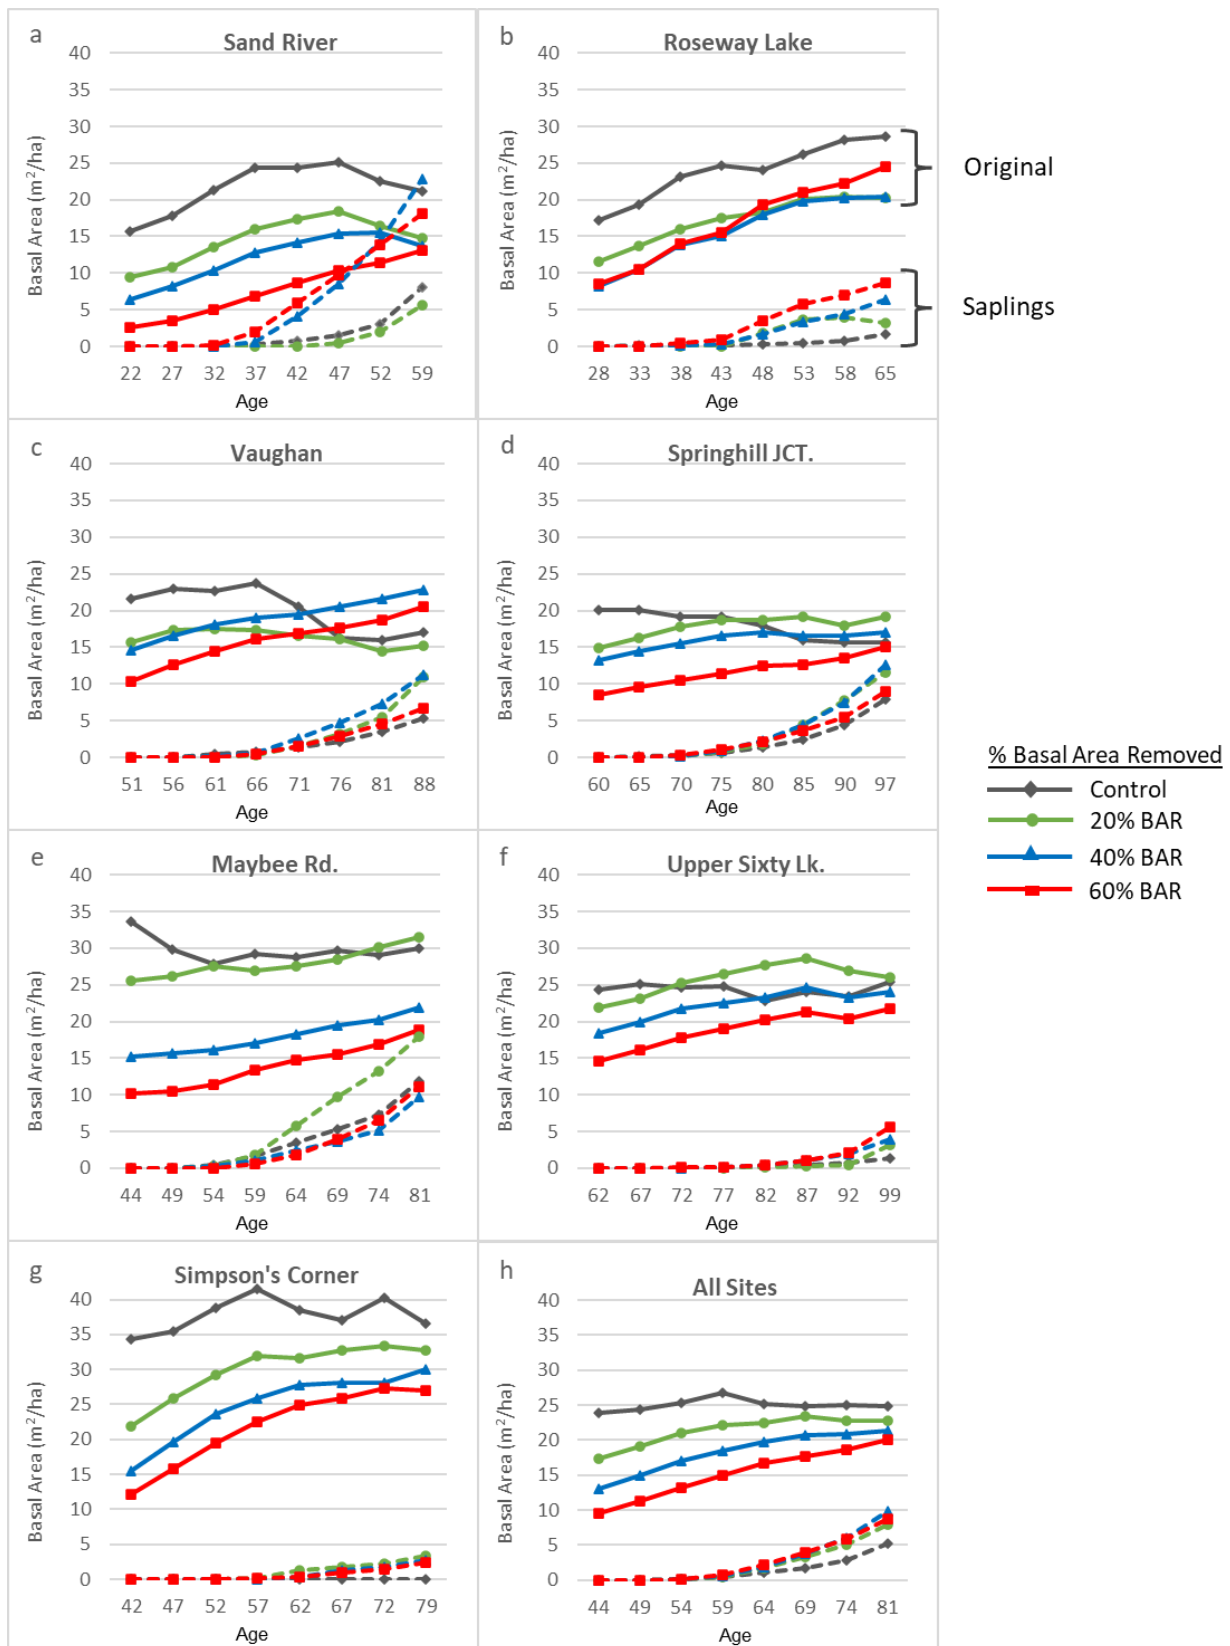 a
Sand River
40
35
30
25
20
15
10
5
0
Basal Area (m²/ha)
22 27 32 37 42 47 52 59
Age
b
Roseway Lake
40
35
30
25
20
15
10
5
0
Basal Area (m²/ha)
28 33 38 43 48 53 58 65
Age
Original
Saplings
c
Vaughan
40
35
30
25
20
15
10
5
0
Basal Area (m²/ha)
51 56 61 66 71 76 81 88
Age
d
Springhill JCT.
40
35
30
25
20
15
10
5
0
Basal Area (m²/ha)
60 65 70 75 80 85 90 97
Age
% Basal Area Removed
Control
20% BAR
40% BAR
60% BAR
e
Maybee Rd.
40
35
30
25
20
15
10
5
0
Basal Area (m²/ha)
44 49 54 59 64 69 74 81
Age
f
Upper Sixty Lk.
40
35
30
25
20
15
10
5
0
Basal Area (m²/ha)
62 67 72 77 82 87 92 99
Age
g
Simpson's Corner
40
35
30
25
20
15
10
5
0
Basal Area (m²/ha)
42 47 52 57 62 67 72 79
Age
h
All Sites
40
35
30
25
20
15
10
5
0
Basal Area (m²/ha)
44 49 54 59 64 69 74 81
Age